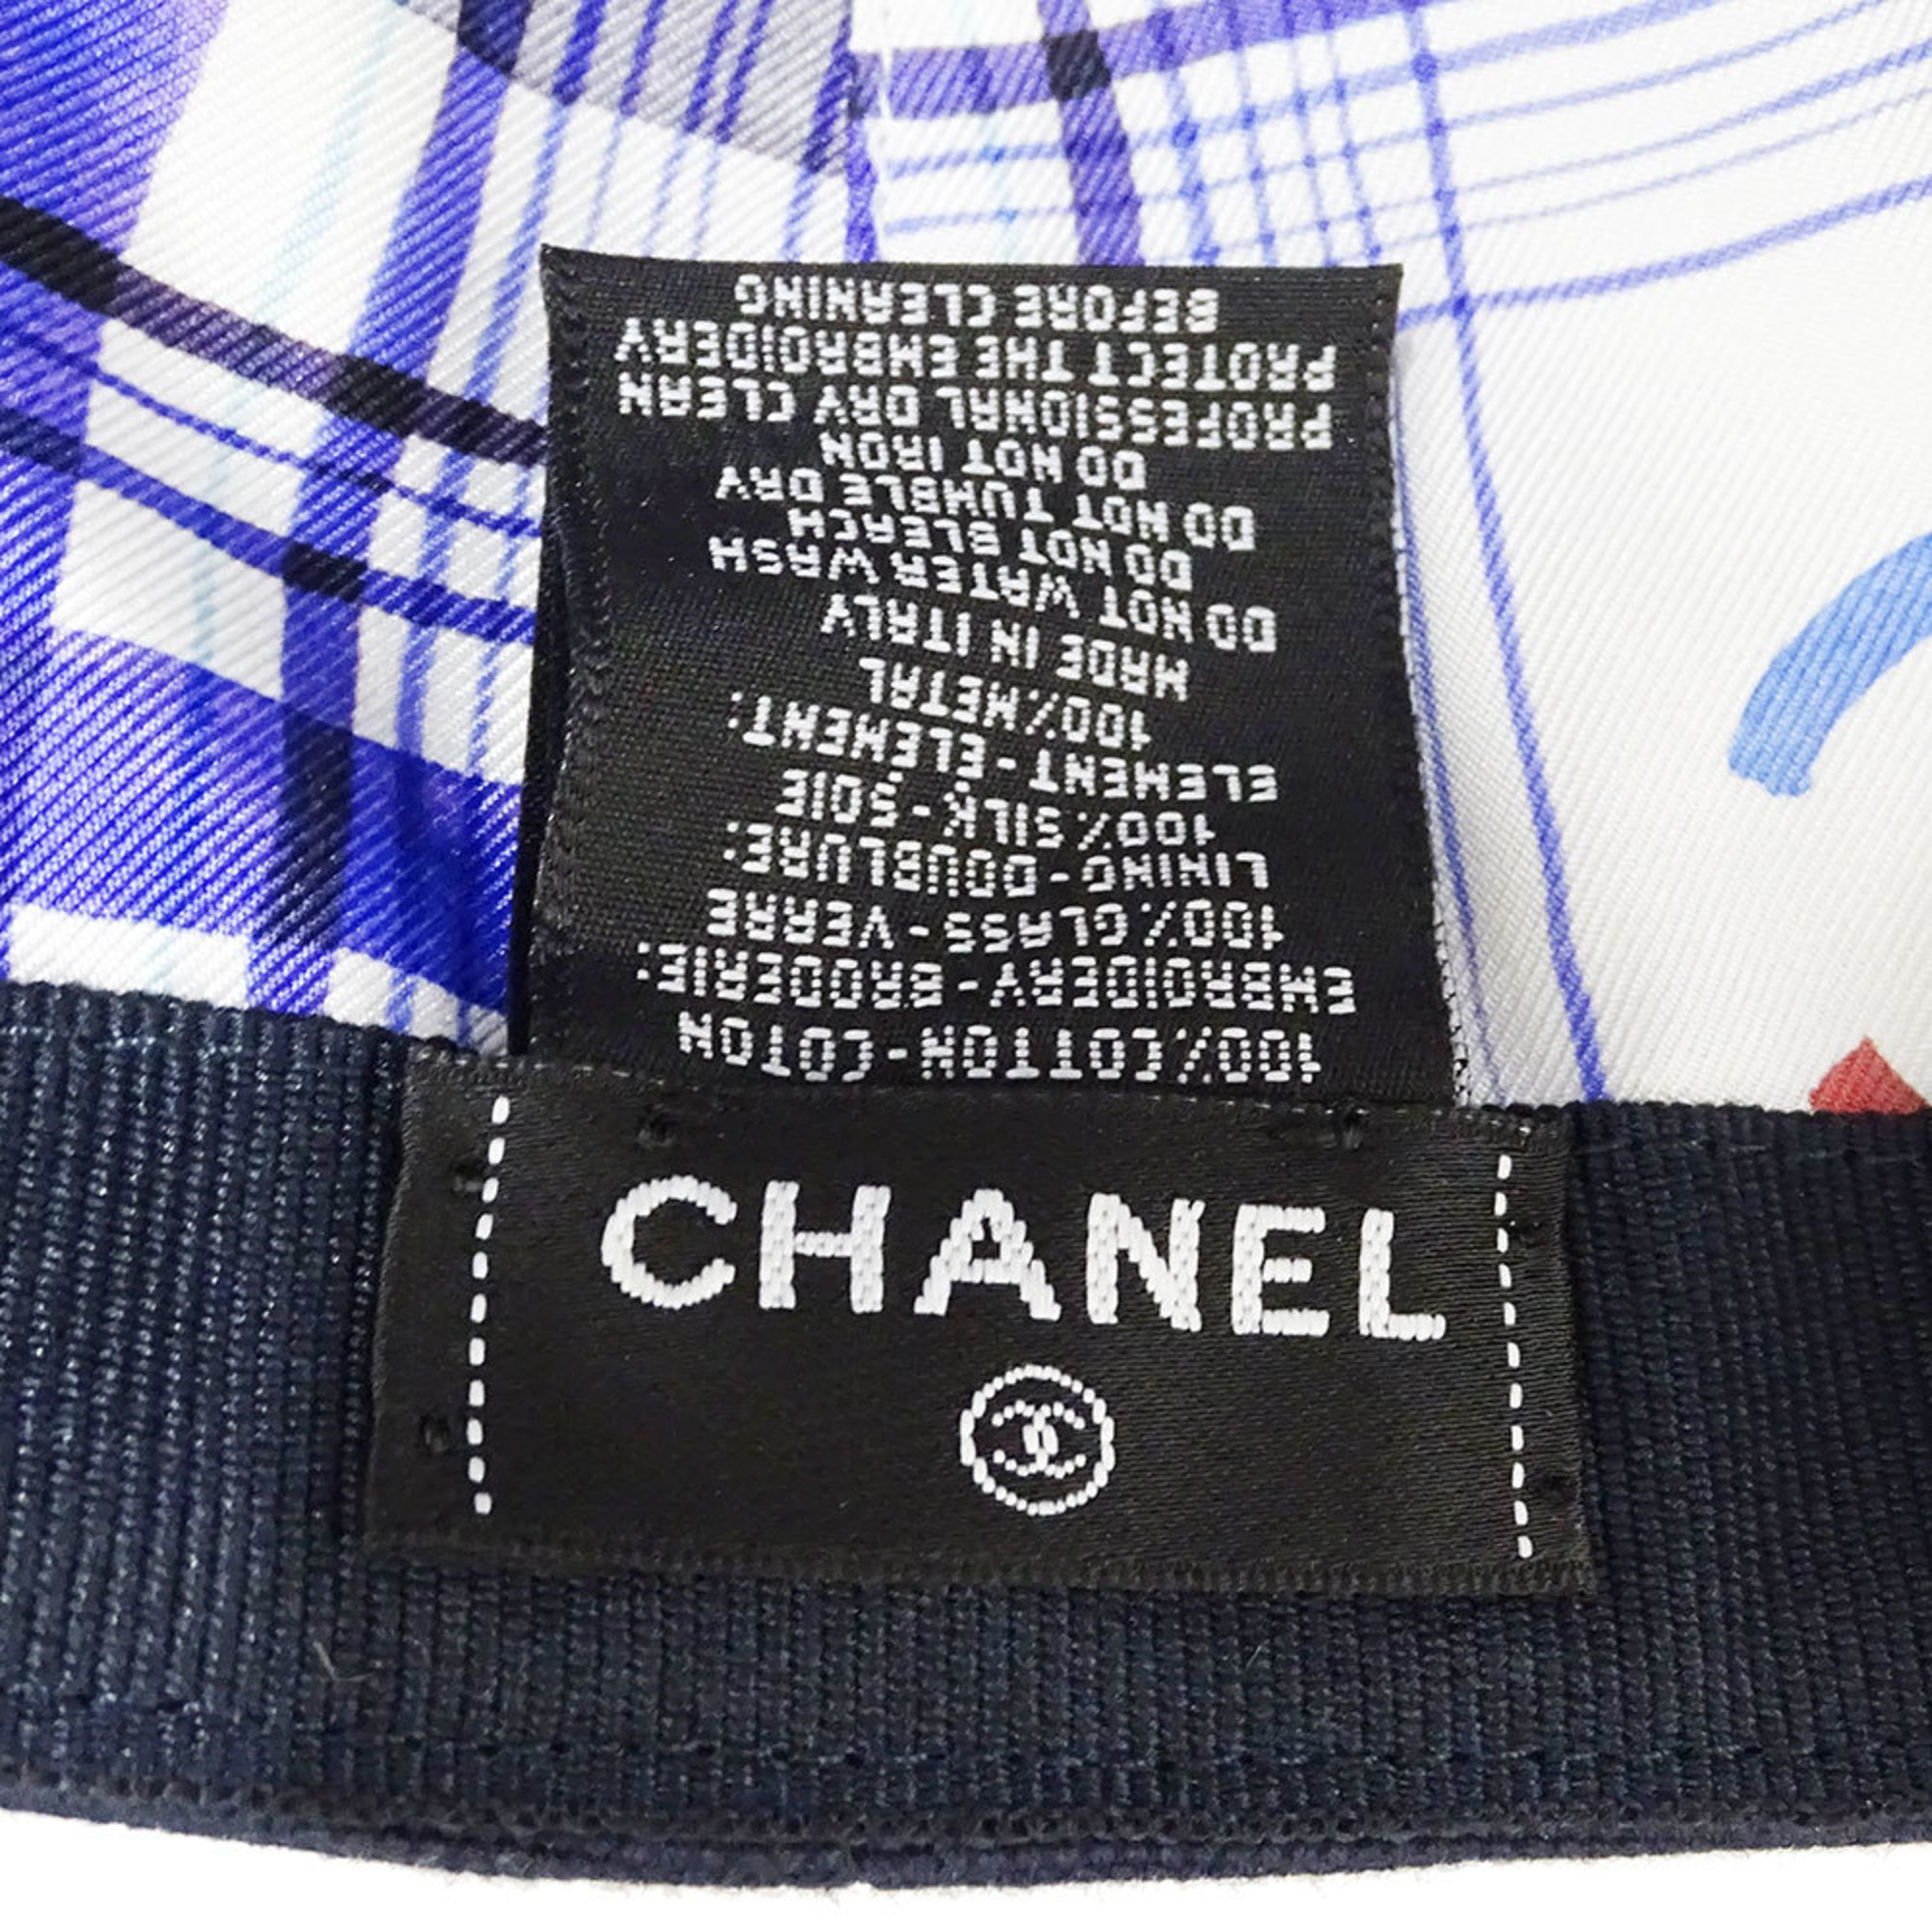 100%COTTON-COTON
EMBROIDERY-BRODERIE:
100%GLASS-VERRE
LINING-DOUBLURE:
100%SILK-SOIE
ELEMENT-ELEMENT:
100%METAL
MADE IN ITALY
DO NOT WATER WASH
DO NOT BLEACH
DO NOT TUMBLE DRY
DO NOT IRON
PROFESSIONAL DRY CLEAN
PROTECT THE EMBROIDERY
BEFORE CLEANING
CHANEL